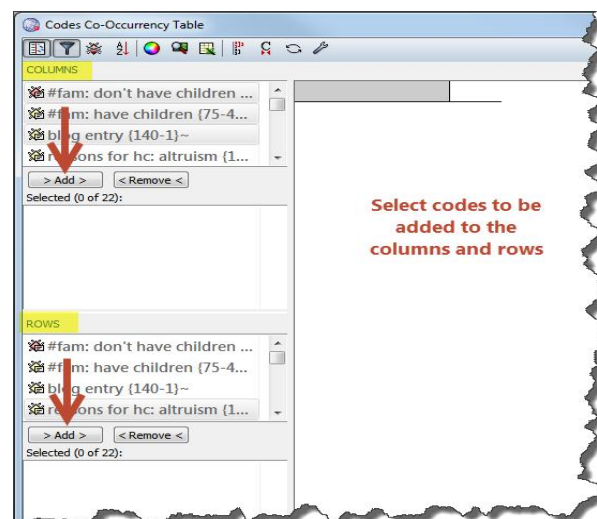 Codes Co-Occurrency Table
COLUMNS
#fam: don't have children ...
#fam: have children {75-4...
blog entry {140-1}~
reasons for hc: altruism {1...
> Add >
< Remove <
Selected (0 of 22):
Select codes to be
added to the
columns and rows
ROWS
#fam: don't have children ...
#fam: have children {75-4...
blog entry {140-1}~
reasons for hc: altruism {1...
> Add >
< Remove <
Selected (0 of 22):